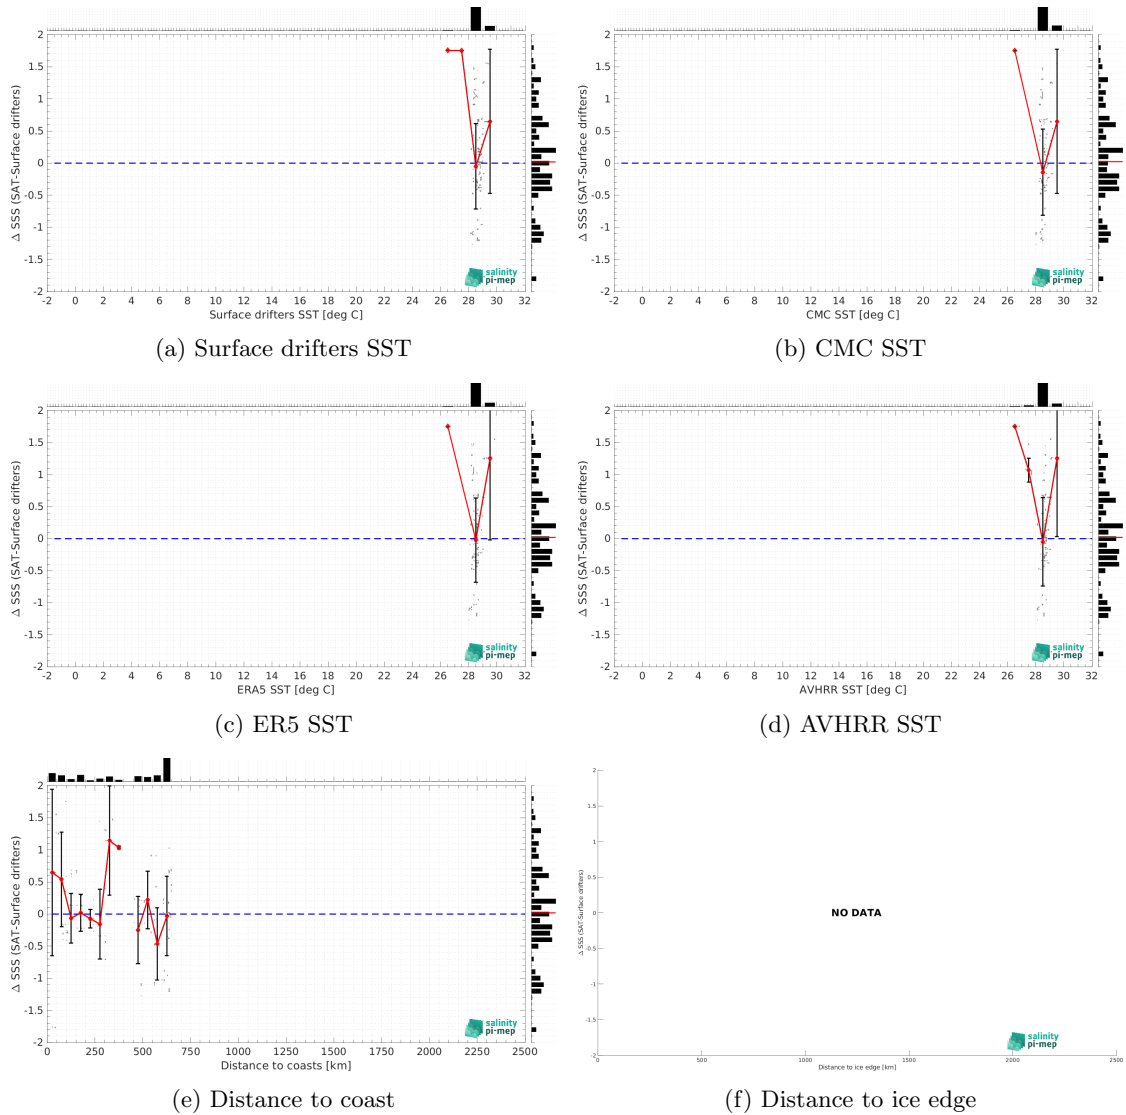 2
1.5
1
0.5
0
-0.5
-1
-1.5
-2
Δ SSS (SAT-Surface drifters)
-2 0 2 4 6 8 10 12 14 16 18 20 22 24 26 28 30 32
Surface drifters SST [deg C]
salinity
pi-mep
(a) Surface drifters SST
2
1.5
1
0.5
0
-0.5
-1
-1.5
-2
Δ SSS (SAT-Surface drifters)
-2 0 2 4 6 8 10 12 14 16 18 20 22 24 26 28 30 32
CMC SST [deg C]
salinity
pi-mep
(b) CMC SST
2
1.5
1
0.5
0
-0.5
-1
-1.5
-2
Δ SSS (SAT-Surface drifters)
-2 0 2 4 6 8 10 12 14 16 18 20 22 24 26 28 30 32
ERA5 SST [deg C]
salinity
pi-mep
(c) ER5 SST
2
1.5
1
0.5
0
-0.5
-1
-1.5
-2
Δ SSS (SAT-Surface drifters)
-2 0 2 4 6 8 10 12 14 16 18 20 22 24 26 28 30 32
AVHRR SST [deg C]
salinity
pi-mep
(d) AVHRR SST
2
1.5
1
0.5
0
-0.5
-1
-1.5
-2
Δ SSS (SAT-Surface drifters)
0 250 500 750 1000 1250 1500 1750 2000 2250 2500
Distance to coasts [km]
salinity
pi-mep
(e) Distance to coast
2
1.5
1
0.5
0
-0.5
-1
-1.5
-2
Δ SSS (SAT-Surface drifters)
NO DATA
0 500 1000 1500 2000 2500
Distance to ice edge [km]
salinity
pi-mep
(f) Distance to ice edge